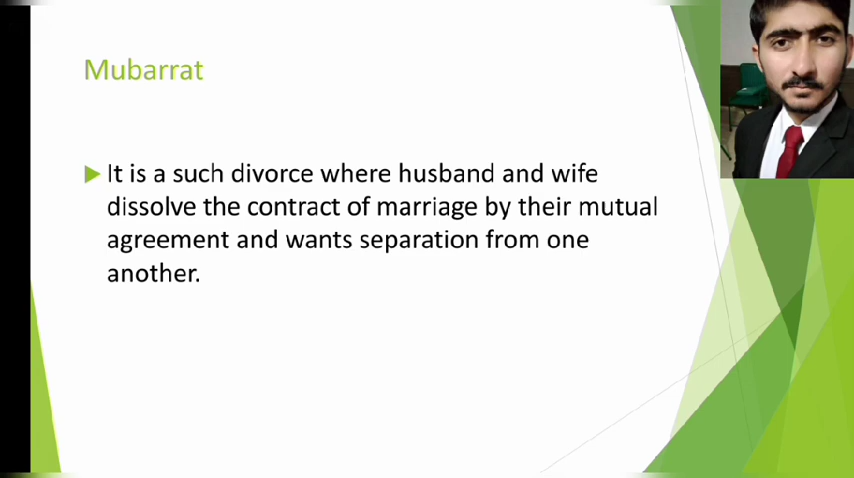 Mubarrat
It is a such divorce where husband and wife
dissolve the contract of marriage by their mutual
agreement and wants separation from one
another.